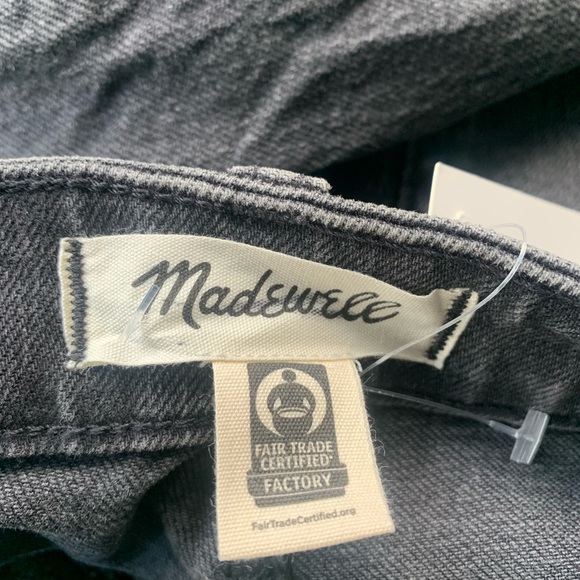 Madewell
FAIR TRADE
CERTIFIED
FACTORY
FairTradeCertified.org